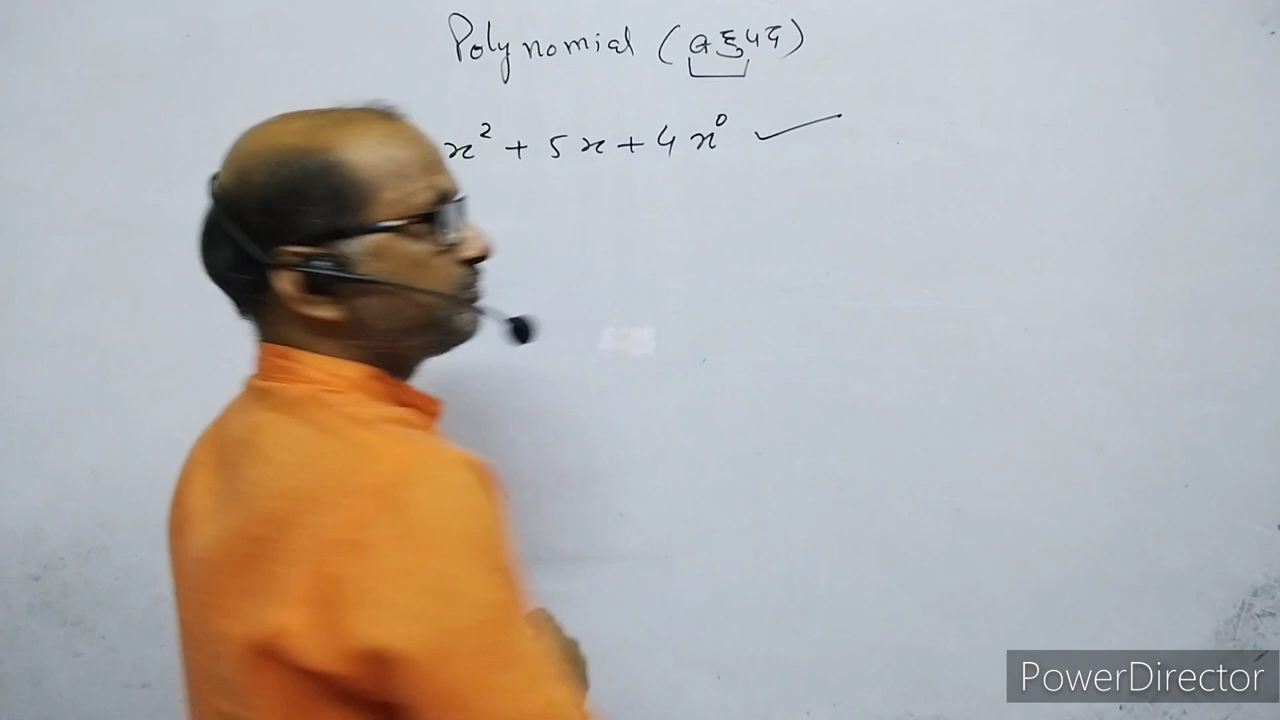 Polynomial (बहुपद)
x² + 5x + 4x⁰ ✓
PowerDirector